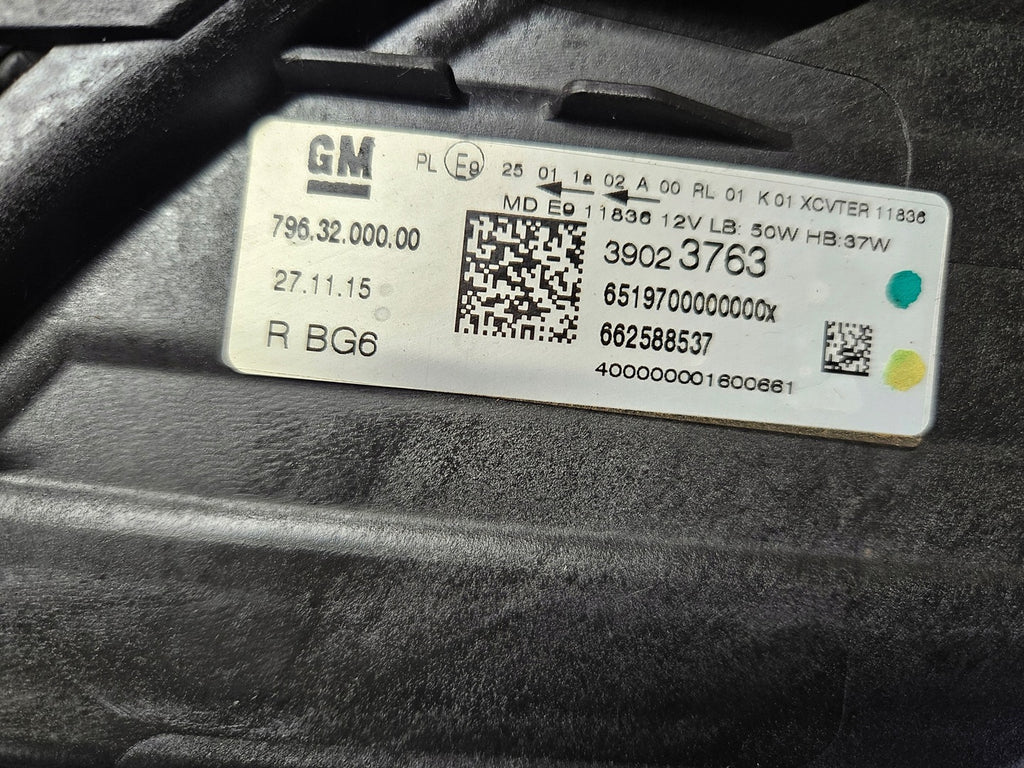 GM
PL E9 25 01 1a 02 A 00 RL 01 K 01 XCVTER 11836
MD E9 11836 12V LB: 50W HB:37W
796.32.000.00
3902 3763
27.11.15
6519700000000x
662588537
R BG6
400000001600661